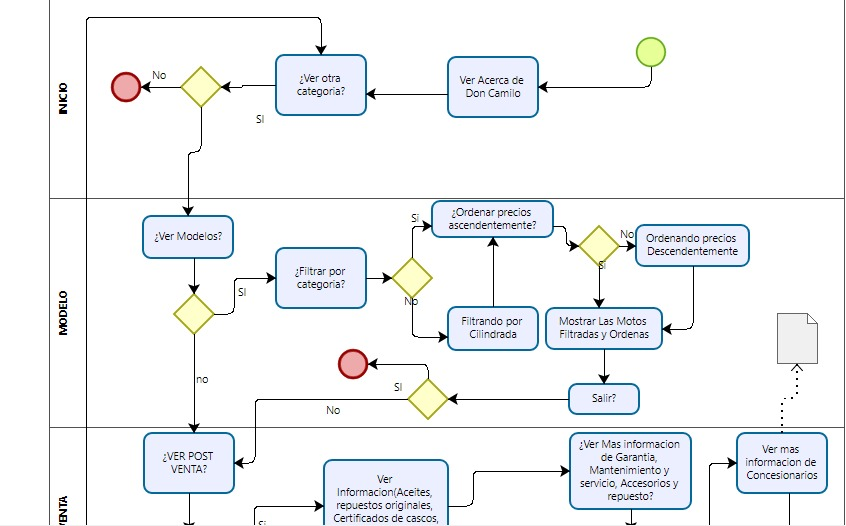 INICIO
No
SI
¿Ver otra
categoria?
Ver Acerca de
Don Camilo
MODELO
¿Ver Modelos?
SI
no
¿Filtrar por
categoria?
Si
No
¿Ordenar precios
ascendentemente?
Filtrando por
Cilindrada
No
Si
Ordenando precios
Descendentemente
Mostrar Las Motos
Filtradas y Ordenas
Salir?
SI
No
VENTA
¿VER POST
VENTA?
Si
Ver
Informacion(Aceites,
repuestos originales,
Certificados de cascos,
¿Ver Mas informacion
de Garantia,
Mantenimiento y
servicio, Accesorios y
repuesto?
Ver mas
informacion de
Concesionarios